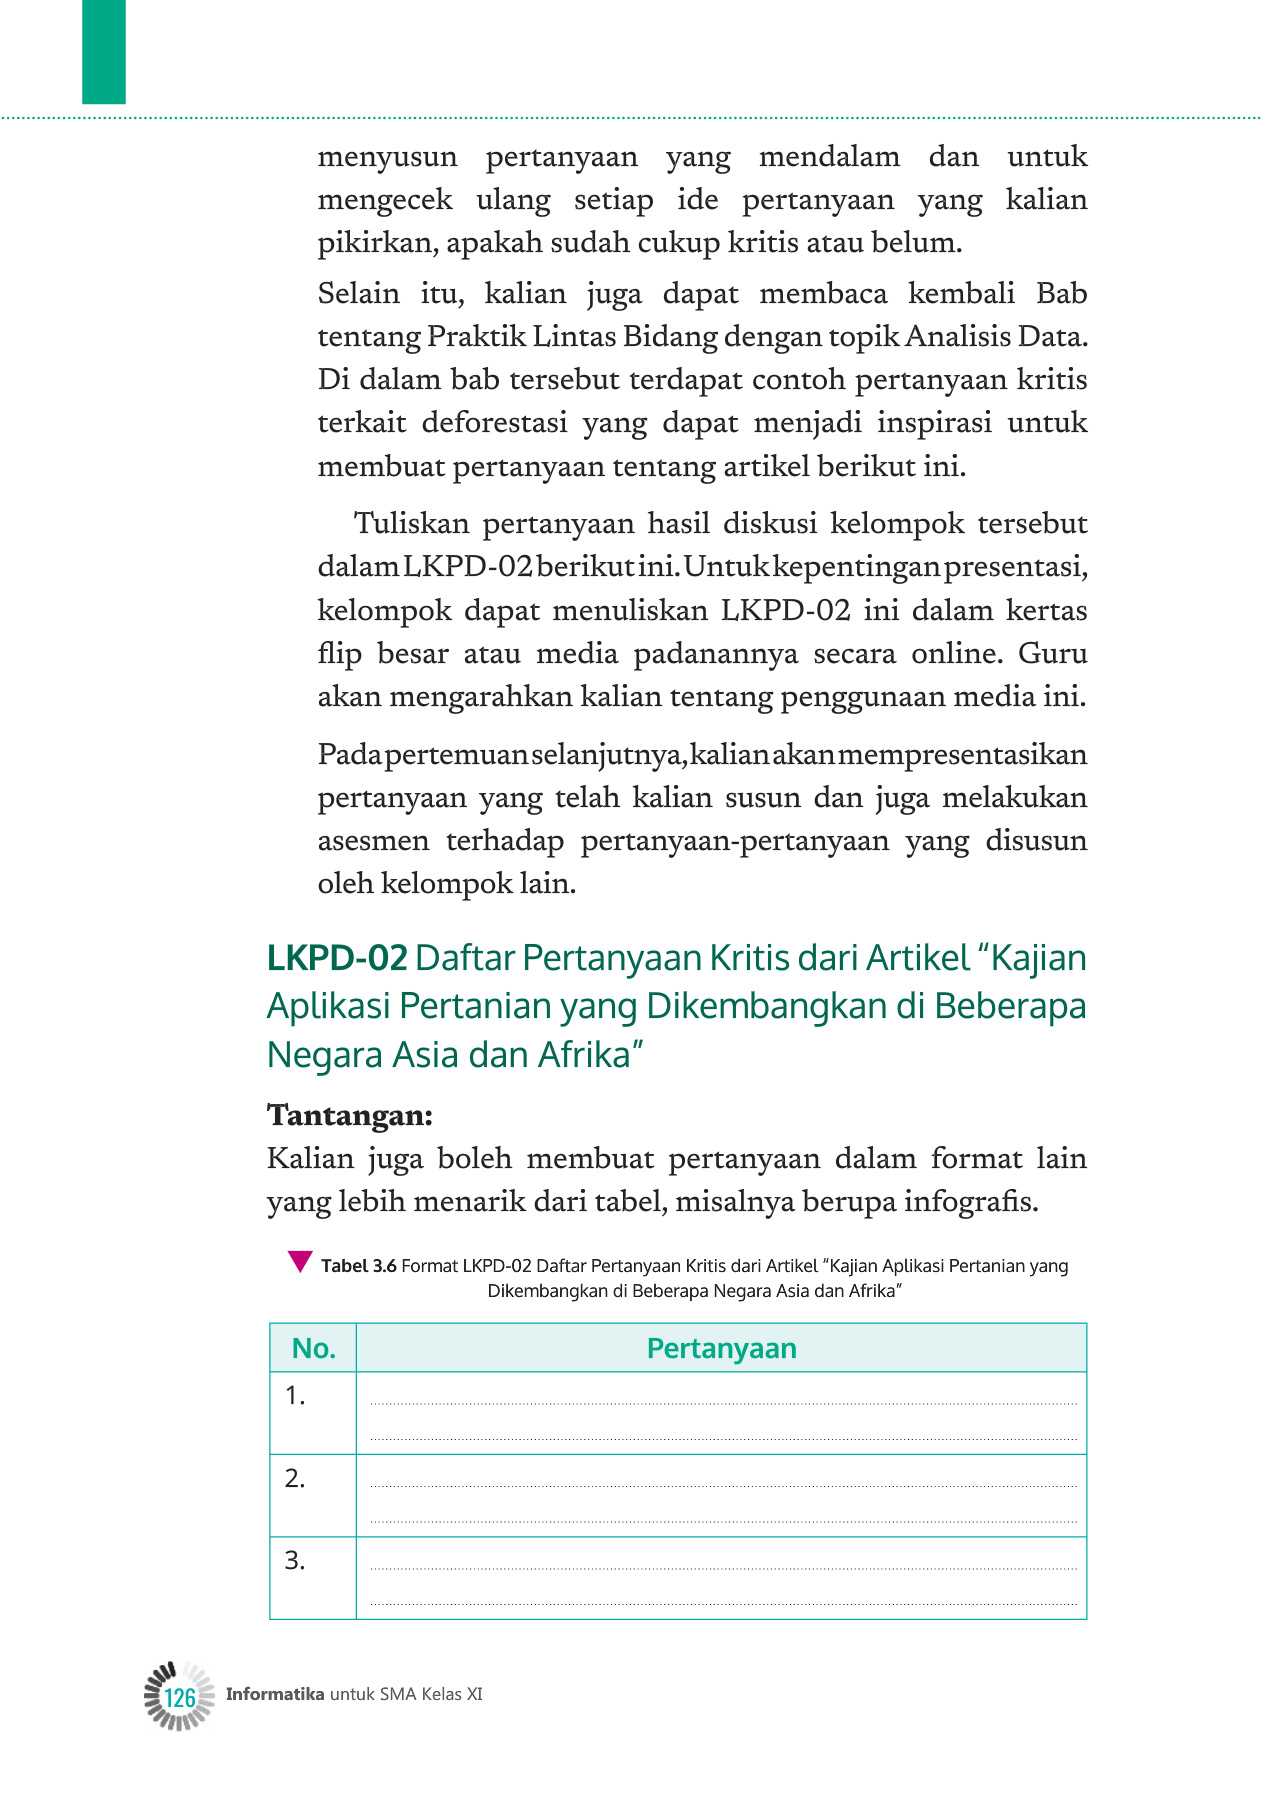 menyusun pertanyaan yang mendalam dan untuk
mengecek ulang setiap ide pertanyaan yang kalian
pikirkan, apakah sudah cukup kritis atau belum.
Selain itu, kalian juga dapat membaca kembali Bab
tentang Praktik Lintas Bidang dengan topik Analisis Data.
Di dalam bab tersebut terdapat contoh pertanyaan kritis
terkait deforestasi yang dapat menjadi inspirasi untuk
membuat pertanyaan tentang artikel berikut ini.
Tuliskan pertanyaan hasil diskusi kelompok tersebut
dalam LKPD-02 berikut ini. Untuk kepentingan presentasi,
kelompok dapat menuliskan LKPD-02 ini dalam kertas
flip besar atau media padanannya secara online. Guru
akan mengarahkan kalian tentang penggunaan media ini.
Pada pertemuan selanjutnya, kalian akan mempresentasikan
pertanyaan yang telah kalian susun dan juga melakukan
asesmen terhadap pertanyaan-pertanyaan yang disusun
oleh kelompok lain.
LKPD-02 Daftar Pertanyaan Kritis dari Artikel “Kajian
Aplikasi Pertanian yang Dikembangkan di Beberapa
Negara Asia dan Afrika”
Tantangan:
Kalian juga boleh membuat pertanyaan dalam format lain
yang lebih menarik dari tabel, misalnya berupa infografis.
Tabel 3.6 Format LKPD-02 Daftar Pertanyaan Kritis dari Artikel “Kajian Aplikasi Pertanian yang
Dikembangkan di Beberapa Negara Asia dan Afrika”
No. Pertanyaan
1.
2.
3.
126 Informatika untuk SMA Kelas XI